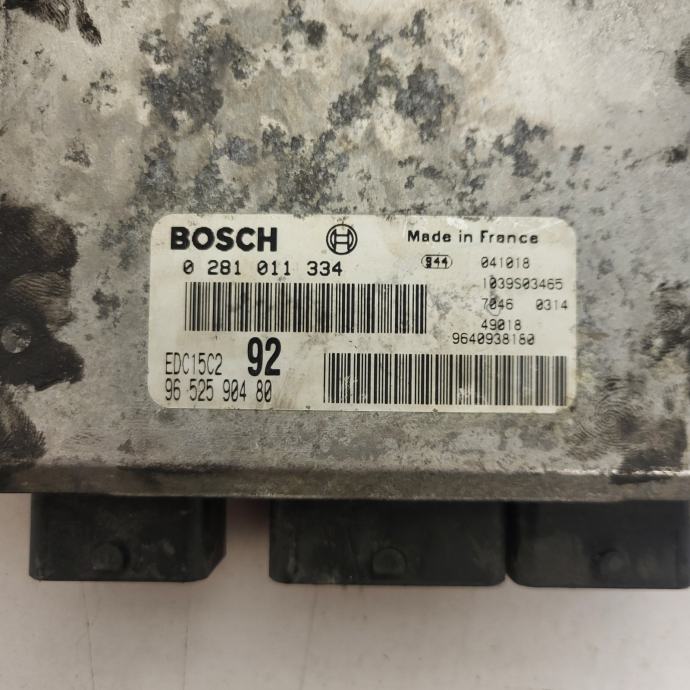 BOSCH Made in France
0 281 011 334 944 041018
1039S03465
7046 0314
49018
9640938180
EDC15C2 92
96 525 904 80